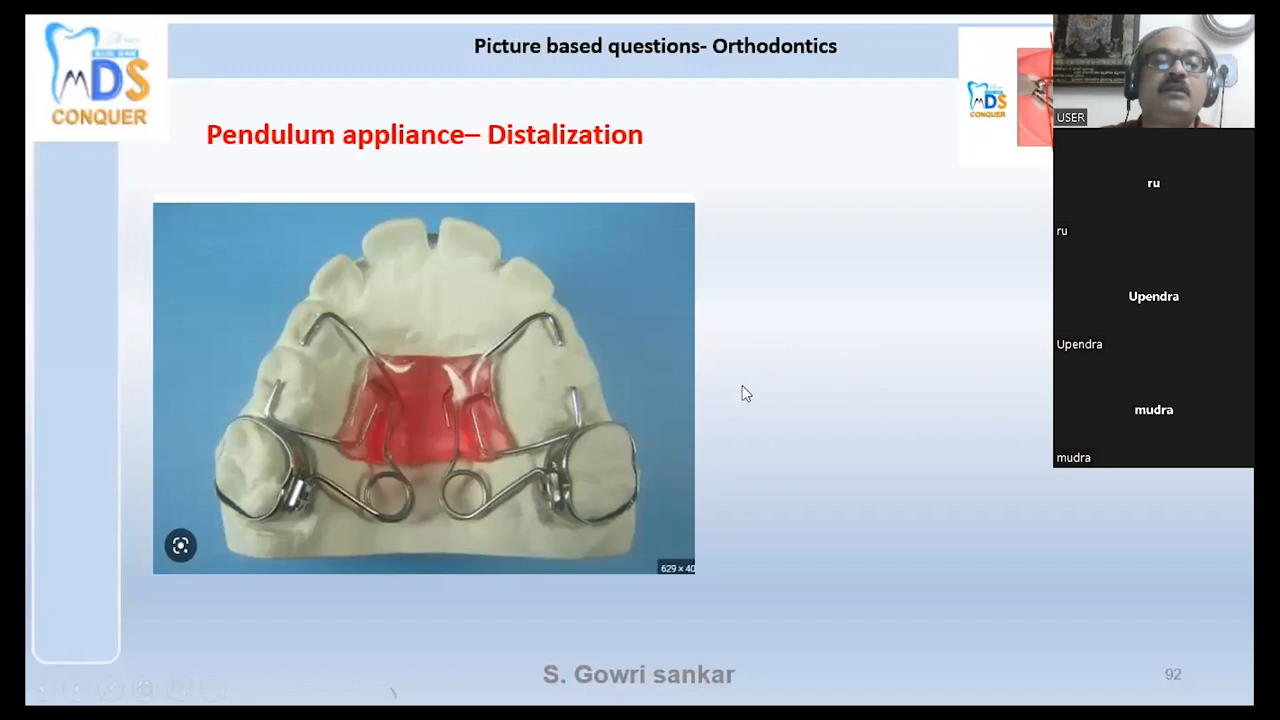 Picture based questions- Orthodontics
MDS
CONQUER
MDS
CONQUER
USER
Pendulum appliance– Distalization
ru
ru
Upendra
Upendra
mudra
mudra
629 × 40
S. Gowri sankar
92